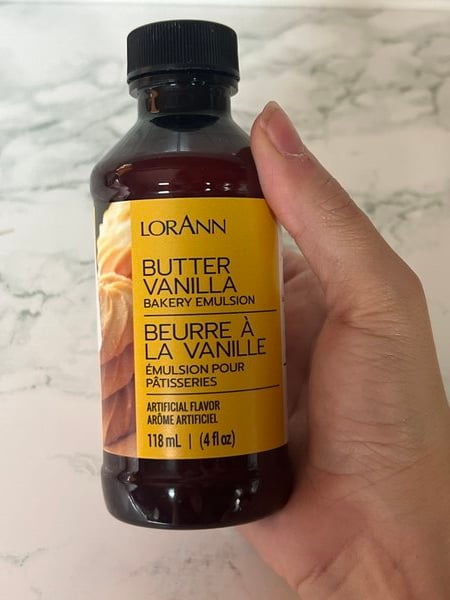 LORANN
BUTTER
VANILLA
BAKERY EMULSION
BEURRE À
LA VANILLE
ÉMULSION POUR
PÂTISSERIES
ARTIFICIAL FLAVOR
ARÔME ARTIFICIEL
118 mL | (4 fl oz)